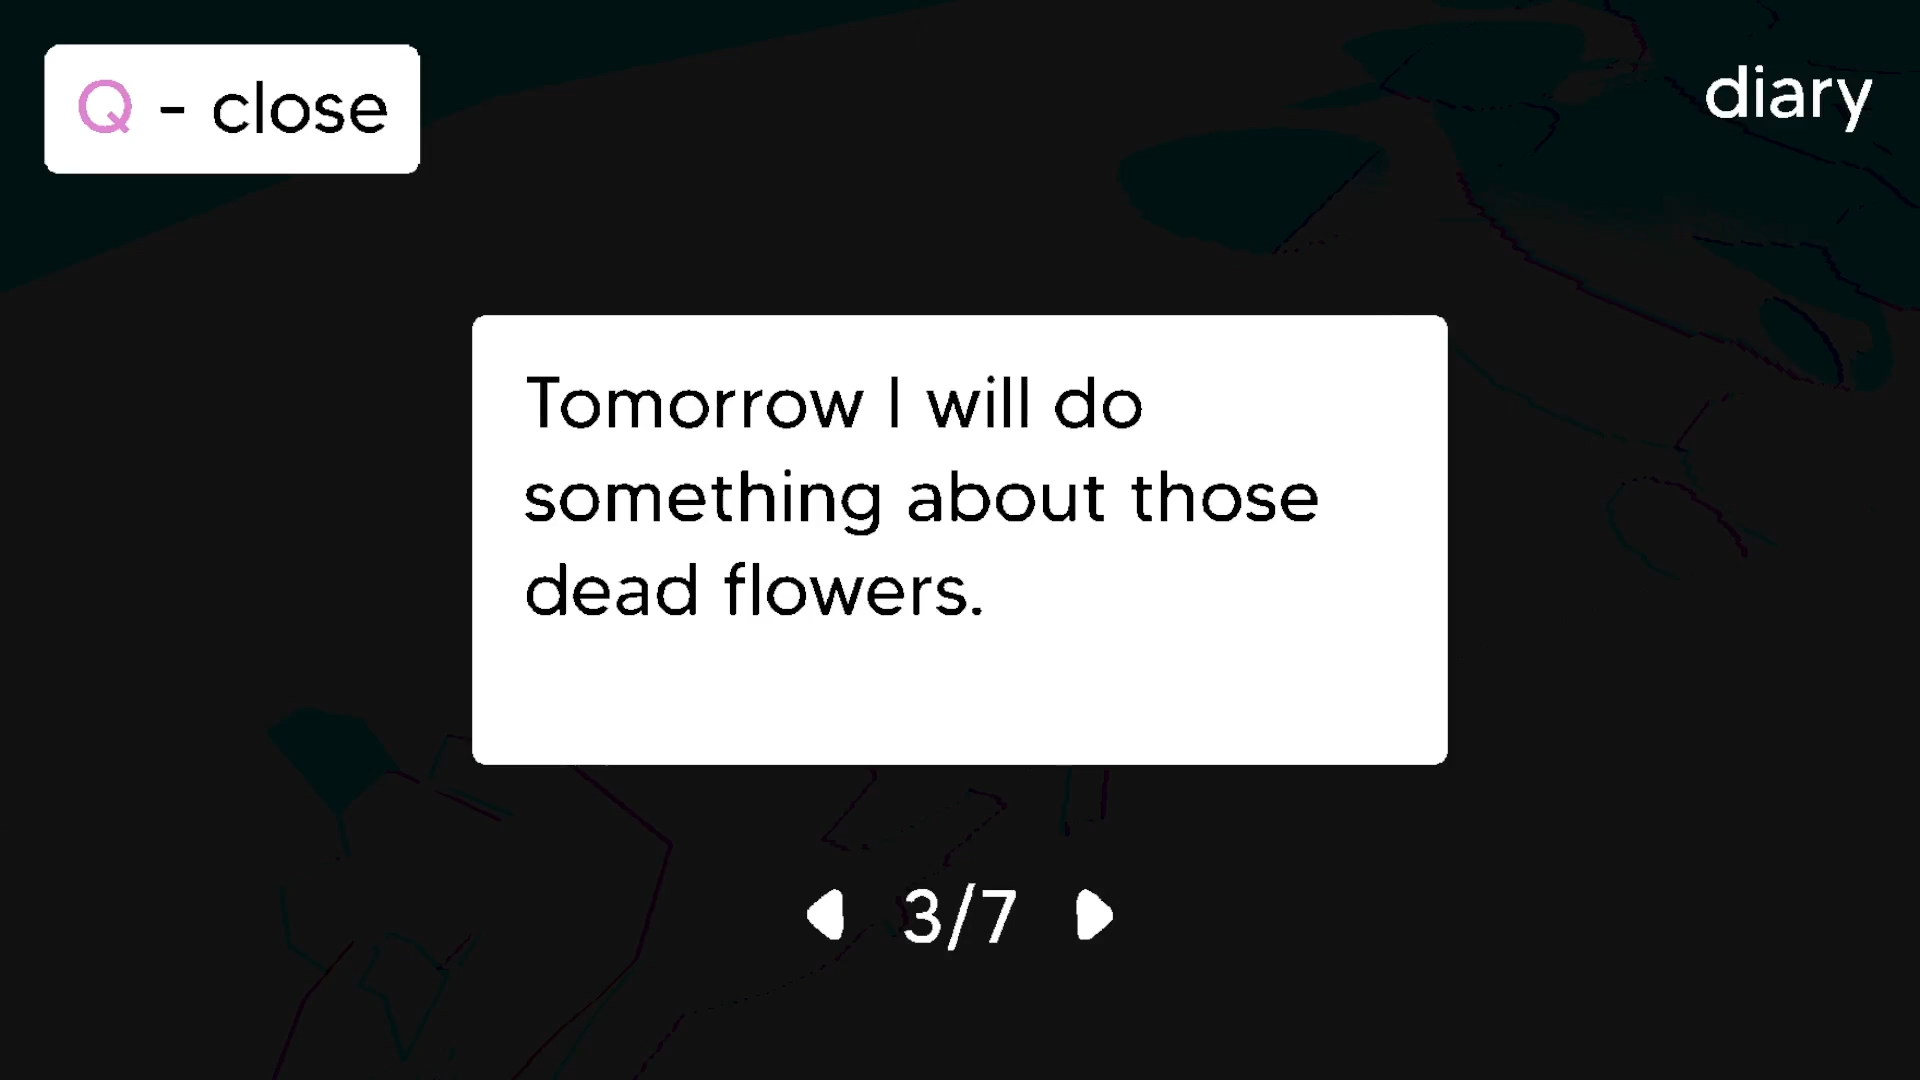 Q - close
diary
Tomorrow I will do
something about those
dead flowers.
3/7